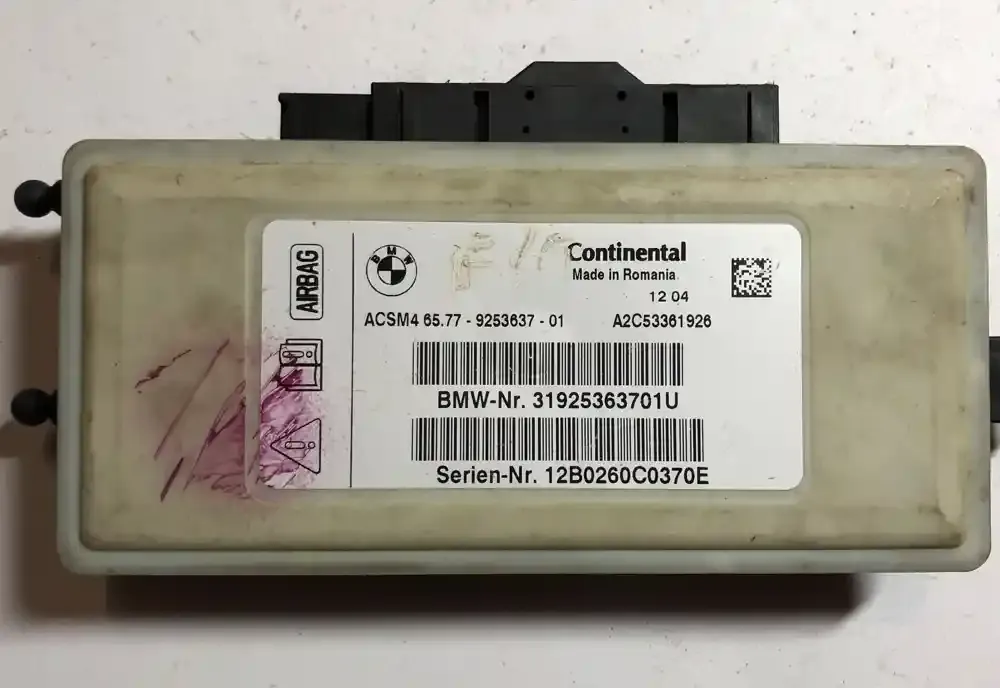 AIRBAG
BMW
Continental
Made in Romania
12 04
ACSM4 65.77 - 9253637 - 01 A2C53361926
BMW-Nr. 31925363701U
Serien-Nr. 12B0260C0370E